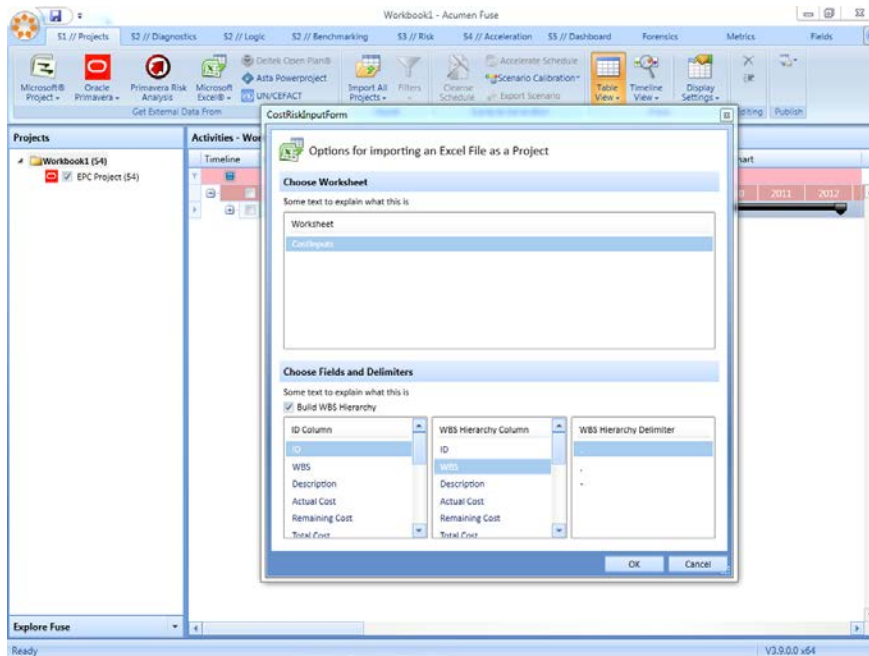 Workbook1 - Acumen Fuse
S1 // Projects
S2 // Diagnostics
S2 // Logic
S2 // Benchmarking
S3 // Risk
S4 // Acceleration
S5 // Dashboard
Forensics
Metrics
Fields
Microsoft® Project
Oracle Primavera
Primavera Risk Analysis
Microsoft Excel®
Deltek Open Plan®
Asta Powerproject
UN/CEFACT
Import All Projects
Filters
Cleanse Schedule
Accelerate Schedule
Scenario Calibration
Export Scenario
Table View
Timeline View
Display Settings
Get External Data From
Publish
Projects
Workbook1 (54)
EPC Project (54)
Activities - Wor
Timeline
2011 2012
CostRiskInputForm
Options for importing an Excel File as a Project
Choose Worksheet
Some text to explain what this is
Worksheet
CostInputs
Choose Fields and Delimiters
Some text to explain what this is
Build WBS Hierarchy
ID Column
ID
WBS
Description
Actual Cost
Remaining Cost
Total Cost
WBS Hierarchy Column
ID
WBS
Description
Actual Cost
Remaining Cost
Total Cost
WBS Hierarchy Delimiter
OK
Cancel
Explore Fuse
Ready
V3.9.0.0 x64